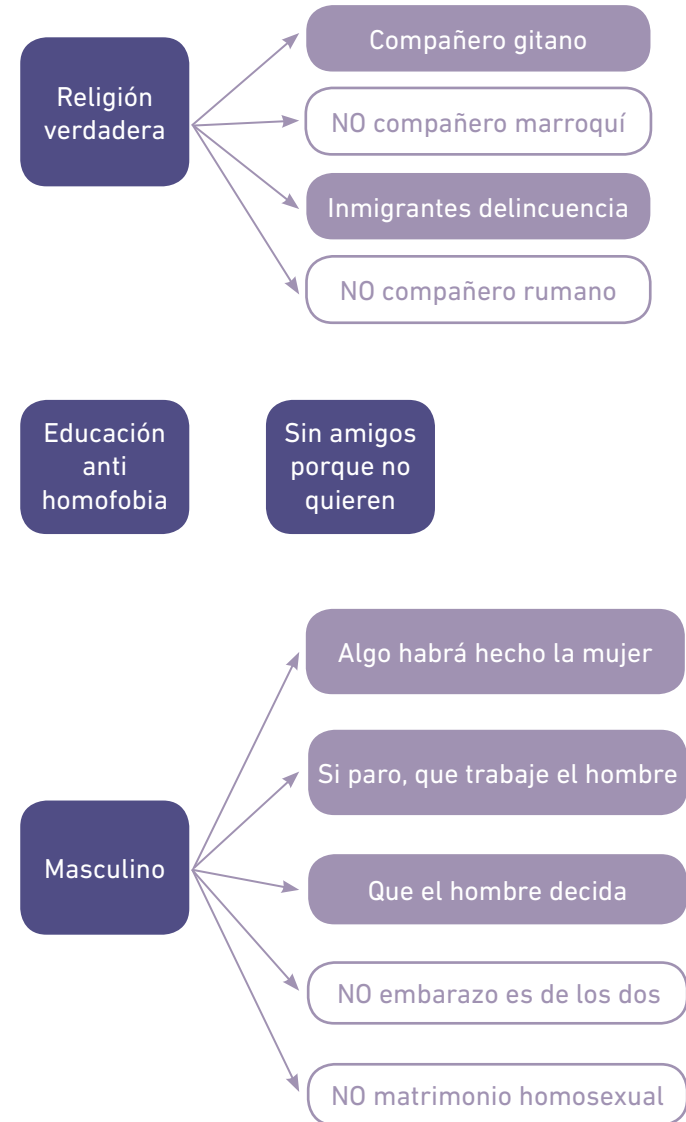 Religión
verdadera
Compañero gitano
NO compañero marroquí
Inmigrantes delincuencia
NO compañero rumano
Educación
anti
homofobia
Sin amigos
porque no
quieren
Masculino
Algo habrá hecho la mujer
Si paro, que trabaje el hombre
Que el hombre decida
NO embarazo es de los dos
NO matrimonio homosexual